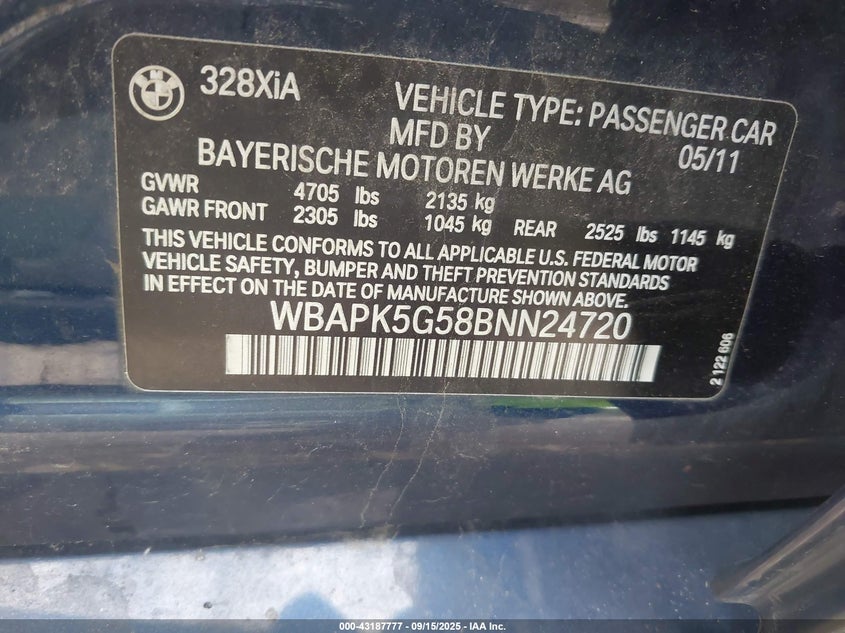 BMW
328XiA
VEHICLE TYPE: PASSENGER CAR
MFD BY 05/11
BAYERISCHE MOTOREN WERKE AG
GVWR 4705 lbs 2135 kg
GAWR FRONT 2305 lbs 1045 kg REAR 2525 lbs 1145 kg
THIS VEHICLE CONFORMS TO ALL APPLICABLE U.S. FEDERAL MOTOR
VEHICLE SAFETY, BUMPER AND THEFT PREVENTION STANDARDS
IN EFFECT ON THE DATE OF MANUFACTURE SHOWN ABOVE.
WBAPK5G58BNN24720
2 122 606
000-43187777 - 09/15/2025 - IAA Inc.